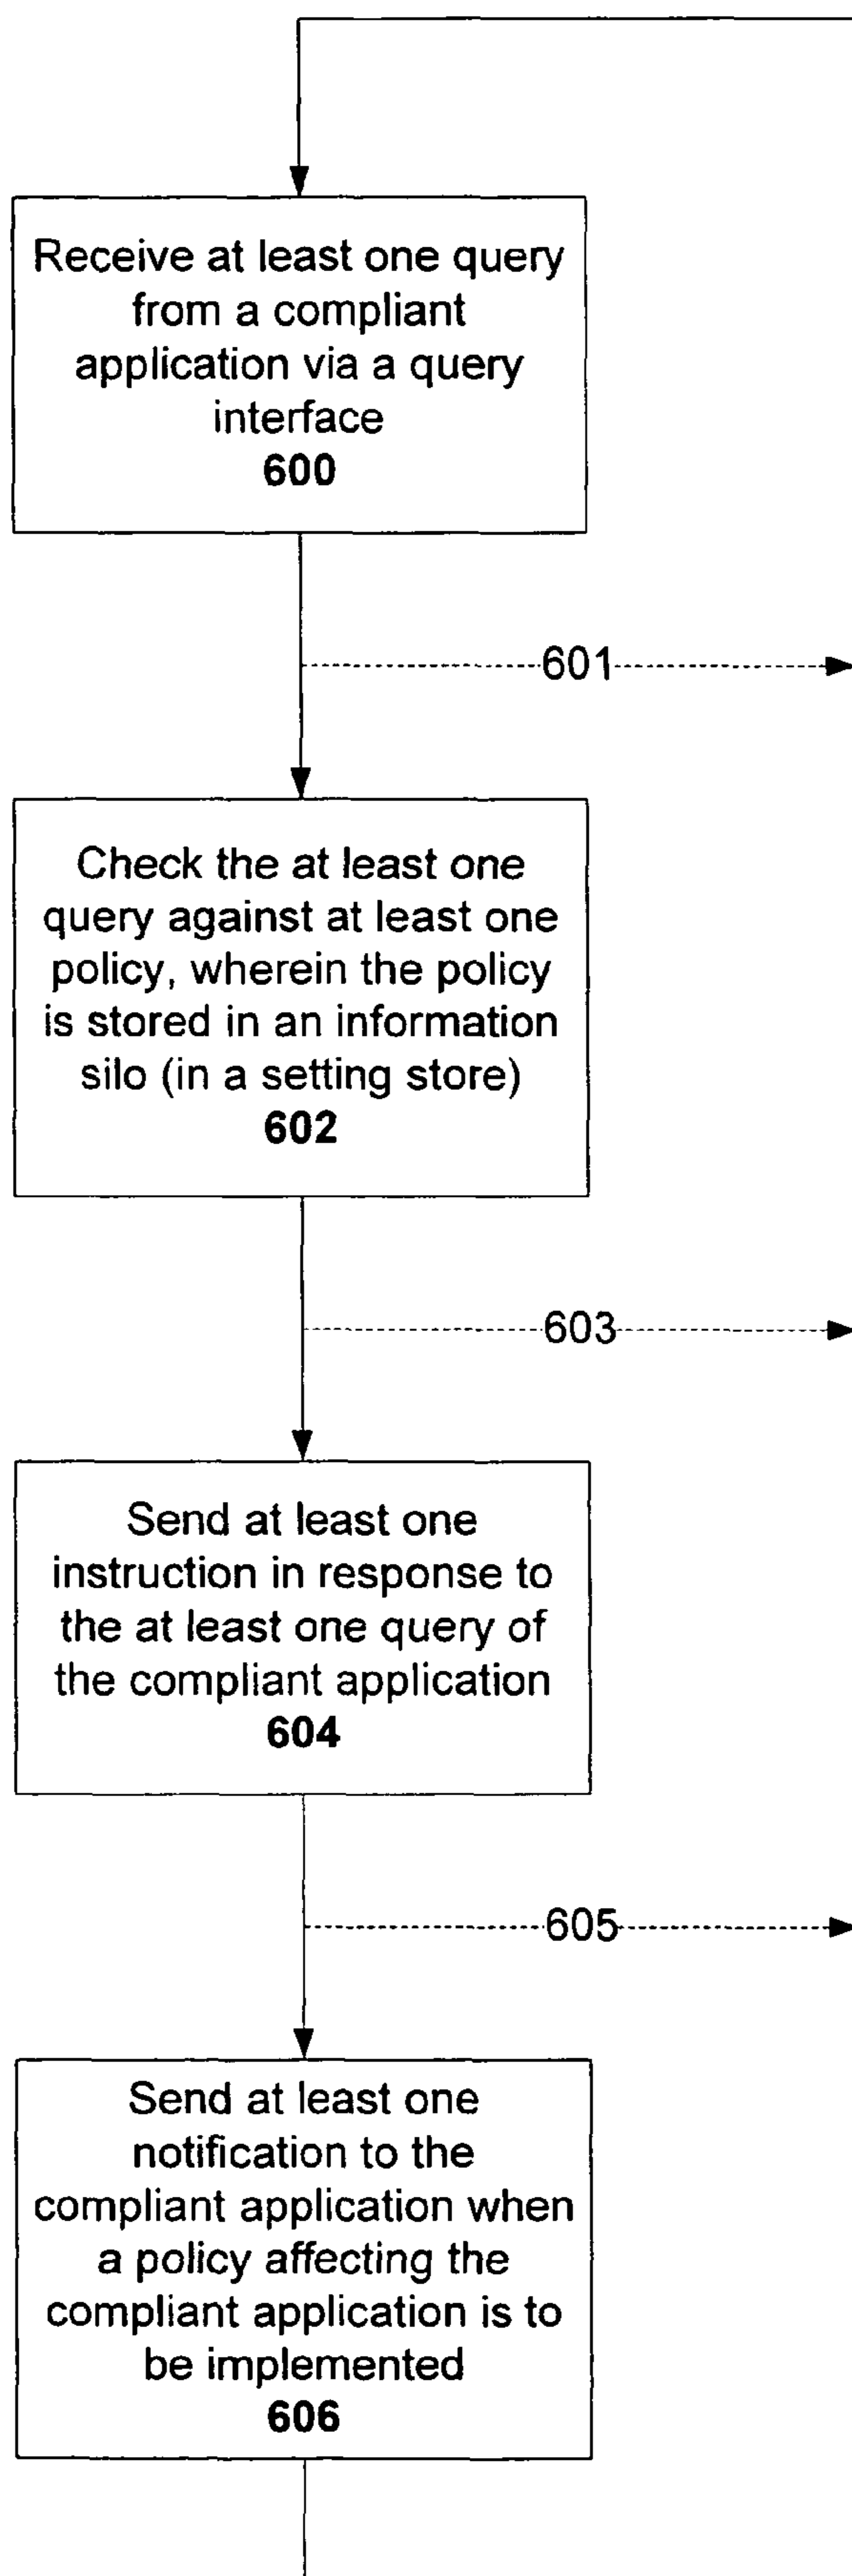 Receive at least one query
from a compliant
application via a query
interface
600
601
Check the at least one
query against at least one
policy, wherein the policy
is stored in an information
silo (in a setting store)
602
603
Send at least one
instruction in response to
the at least one query of
the compliant application
604
605
Send at least one
notification to the
compliant application when
a policy affecting the
compliant application is to
be implemented
606